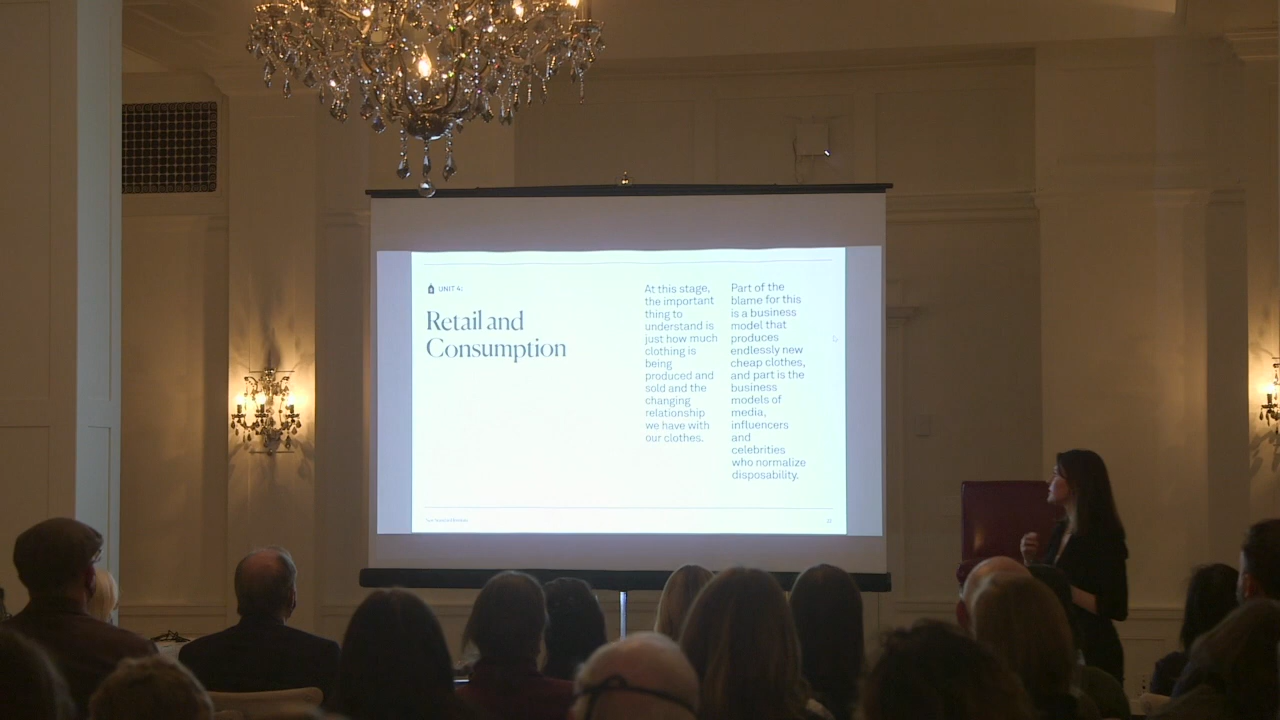 UNIT 4:
Retail and
Consumption
At this stage,
the important
thing to
understand is
just how much
clothing is
being
produced and
sold and the
changing
relationship
we have with
our clothes.
Part of the
blame for this
is a business
model that
produces
endlessly new
cheap clothes,
and part is the
business
models of
media,
influencers
and
celebrities
who normalize
disposability.